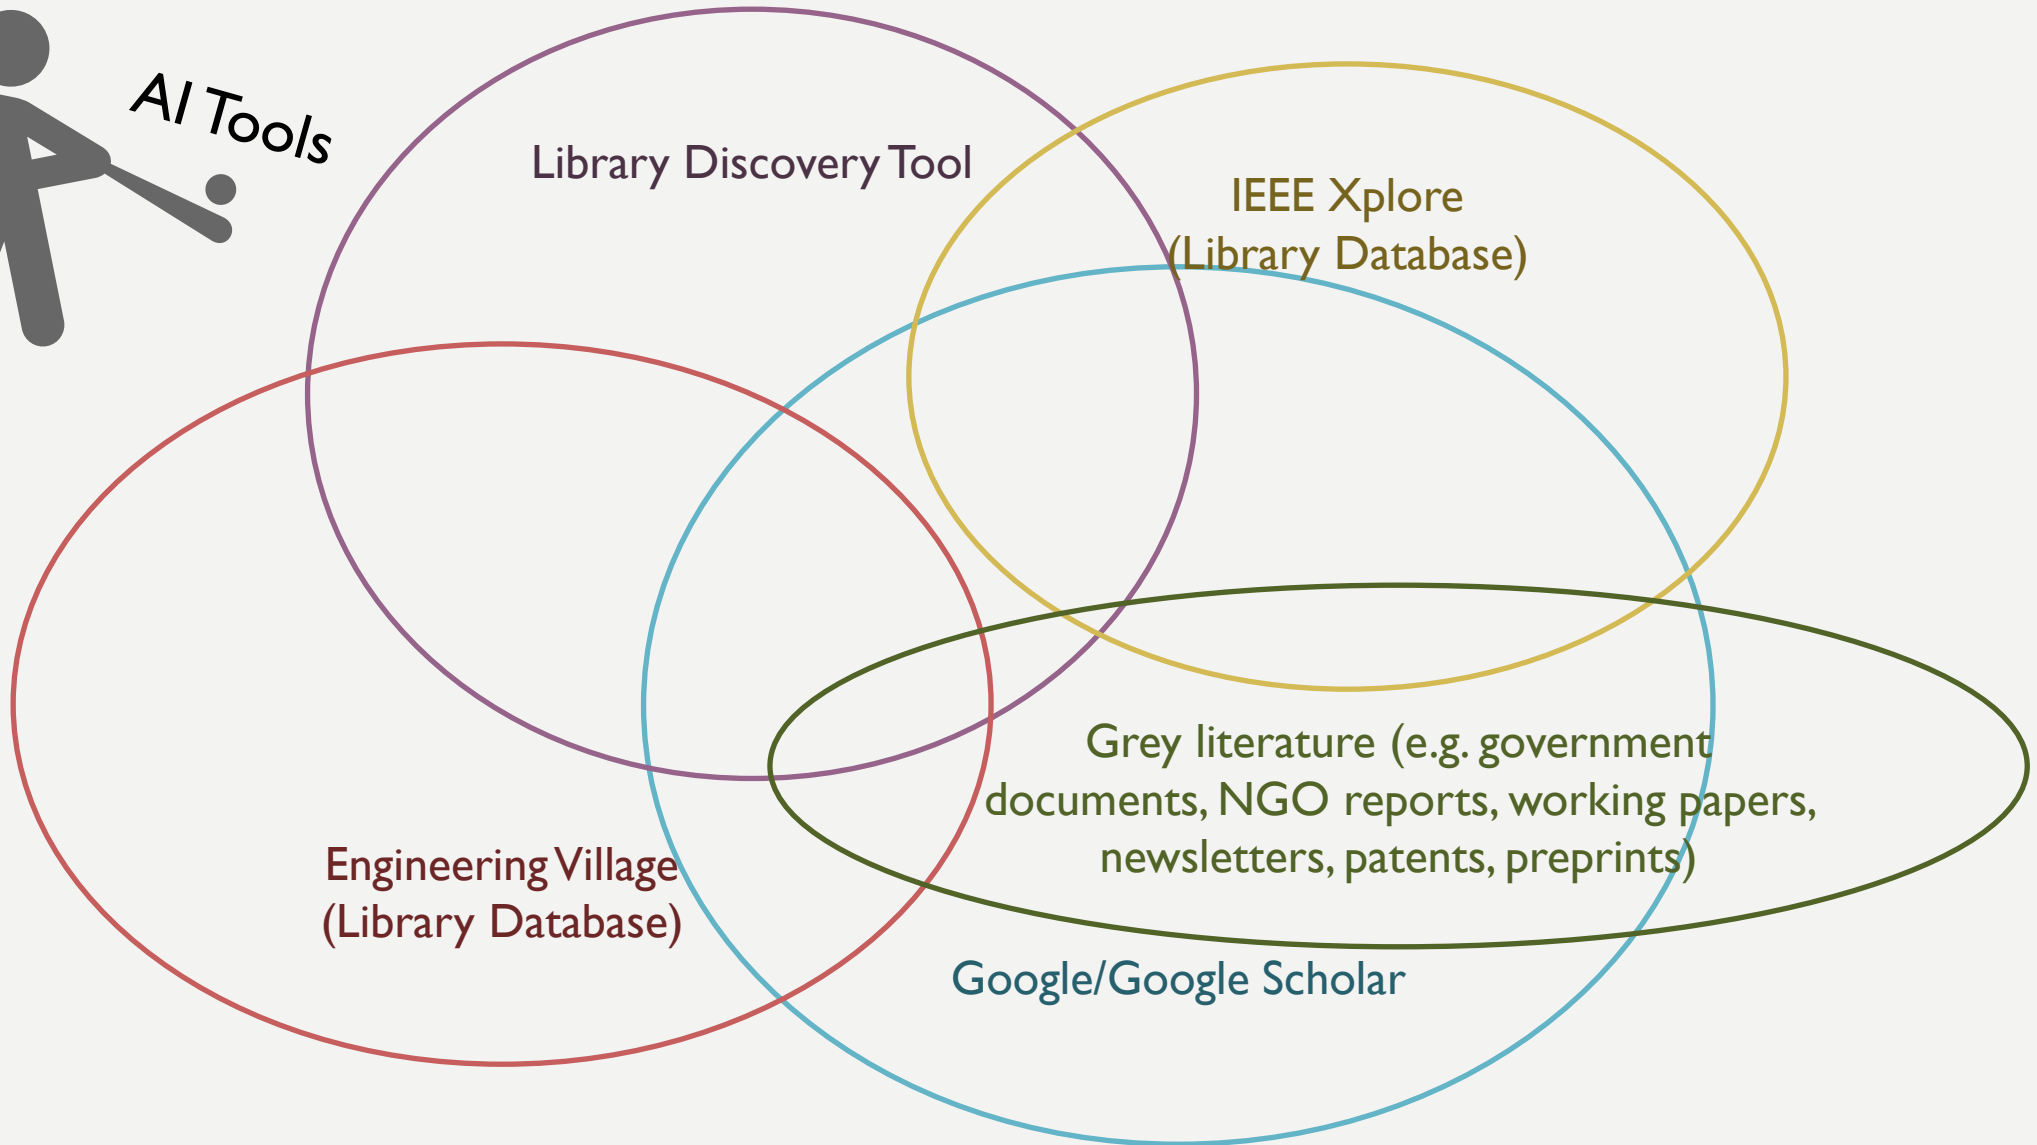 AI Tools
Library Discovery Tool
IEEE Xplore
(Library Database)
Grey literature (e.g. government
documents, NGO reports, working papers,
newsletters, patents, preprints)
Engineering Village
(Library Database)
Google/Google Scholar